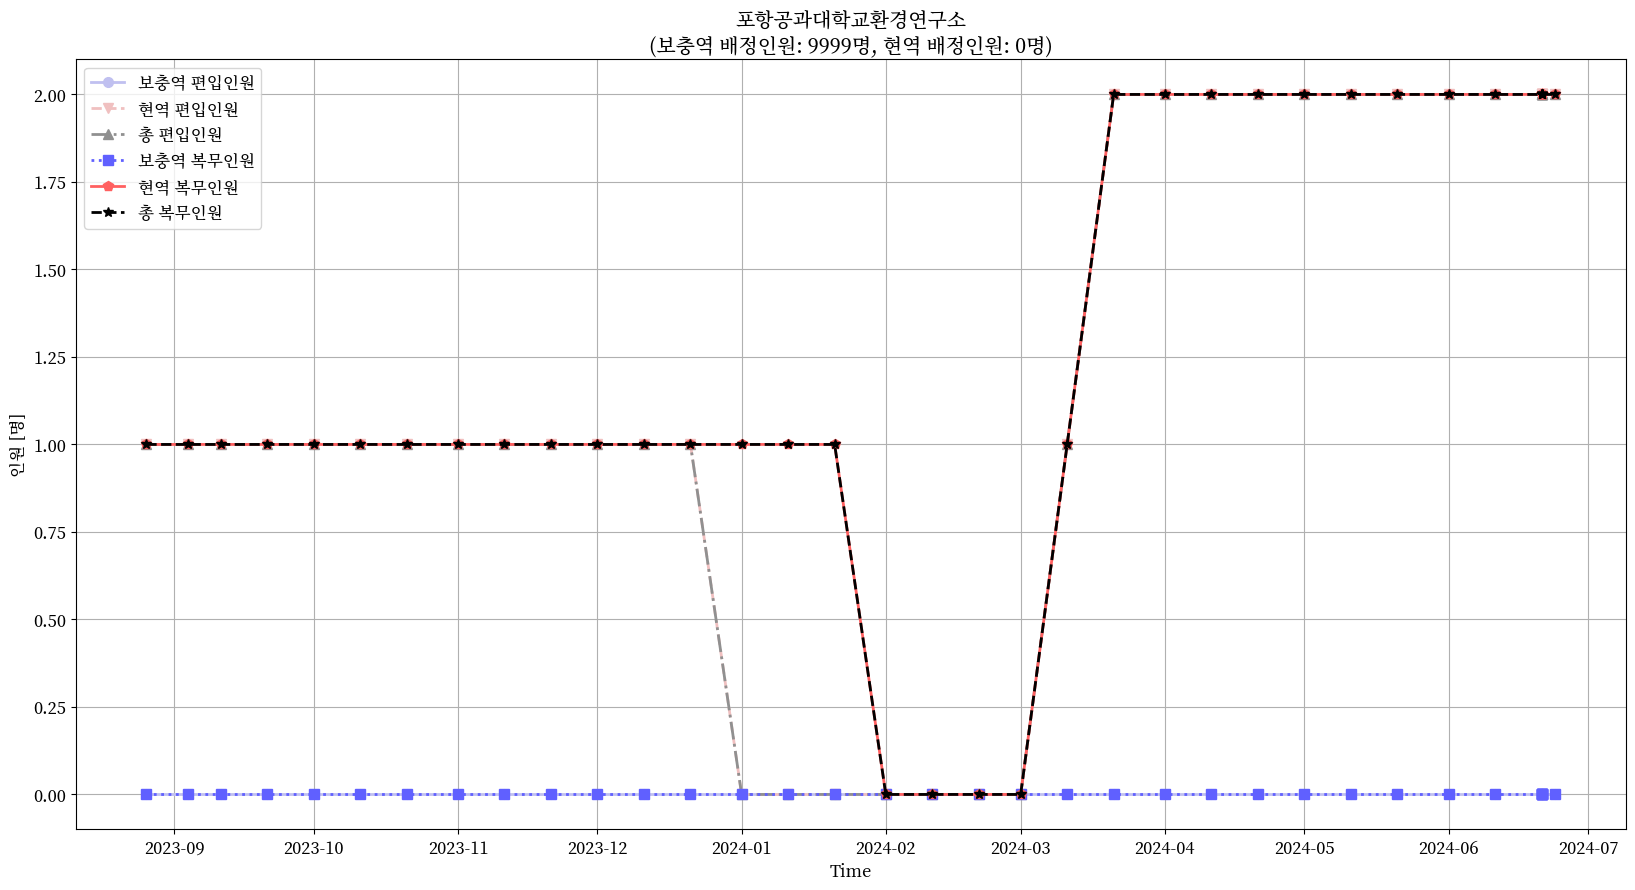 포항공과대학교환경연구소
(보충역 배정인원: 9999명, 현역 배정인원: 0명)
보충역 편입인원
현역 편입인원
총 편입인원
보충역 복무인원
현역 복무인원
총 복무인원
2.00
1.75
1.50
1.25
1.00
0.75
0.50
0.25
0.00
인원 [명]
2023-09 2023-10 2023-11 2023-12 2024-01 2024-02 2024-03 2024-04 2024-05 2024-06 2024-07
Time